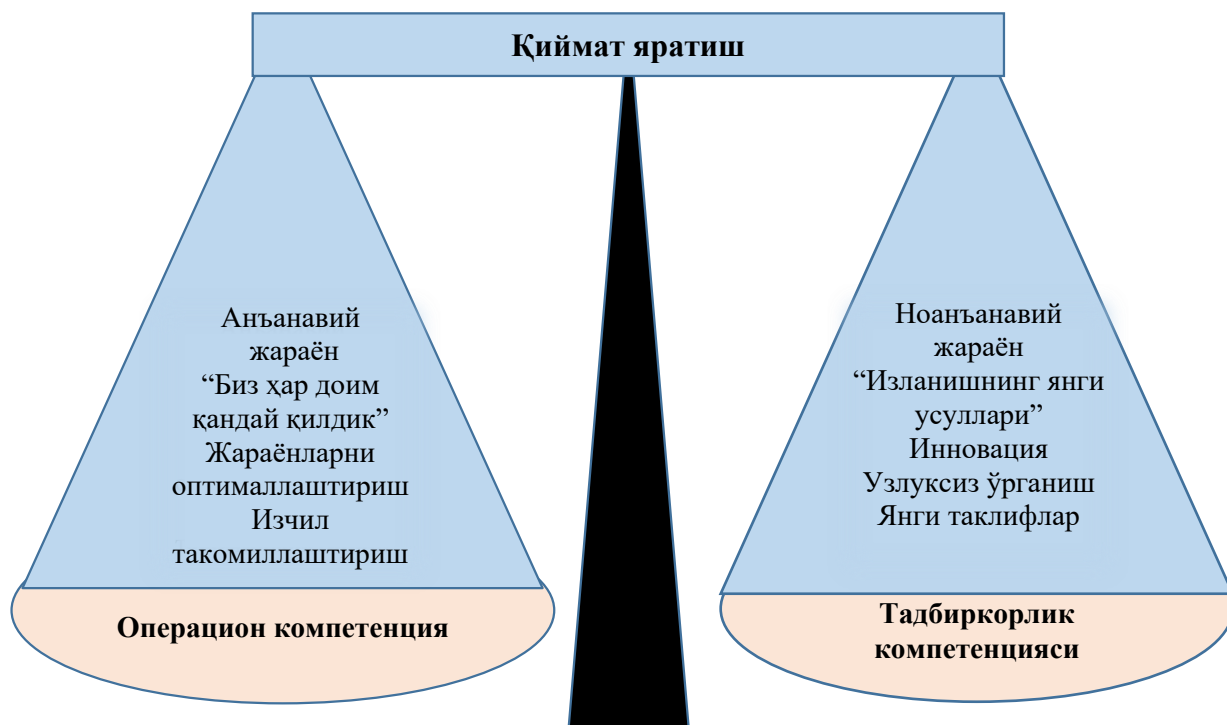 Қиймат яратиш
Анъанавий
жараён
“Биз ҳар доим
қандай қилдик”
Жараёнларни
оптималлаштириш
Изчил
такомиллаштириш
Операцион компетенция
Ноанъанавий
жараён
“Изланишнинг янги
усуллари”
Инновация
Узлуксиз ўрганиш
Янги таклифлар
Тадбиркорлик
компетенцияси